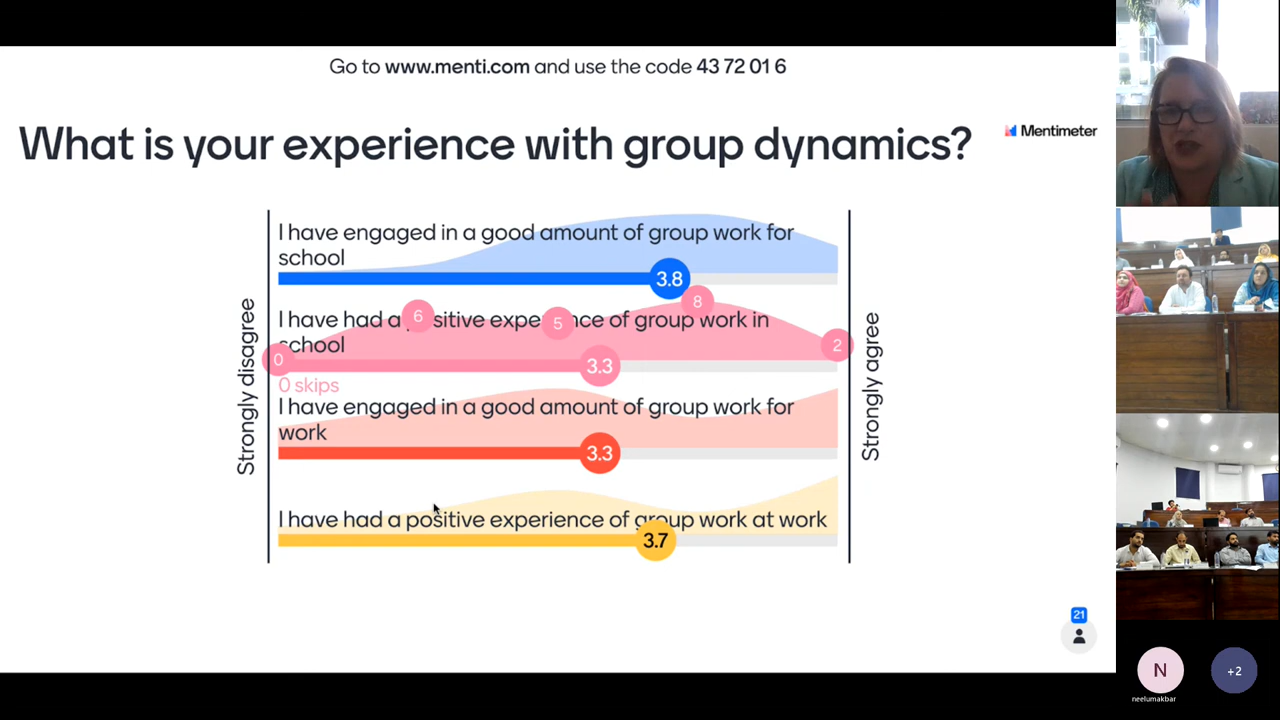 Go to www.menti.com and use the code 43 72 01 6
What is your experience with group dynamics?
Mentimeter
Strongly disagree
I have engaged in a good amount of group work for
school
3.8
I have had a positive experience of group work in
school
0
6
5
8
2
3.3
0 skips
I have engaged in a good amount of group work for
work
3.3
I have had a positive experience of group work at work
3.7
Strongly agree
21
N
neelumakbar
+2